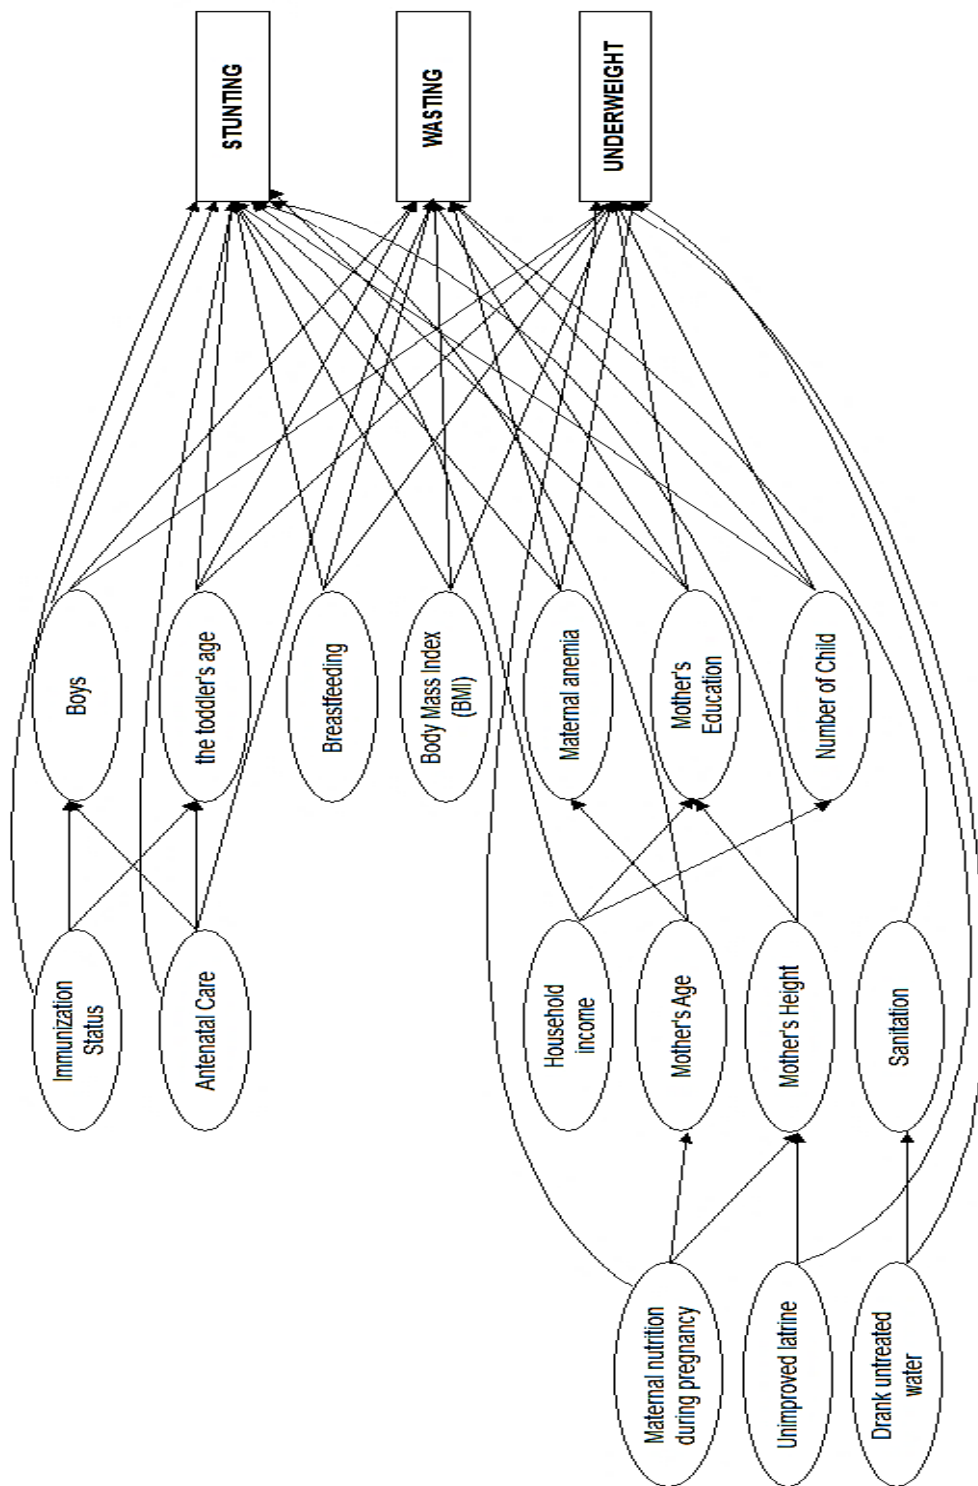 STUNTING
WASTING
UNDERWEIGHT
Boys
the toddler's age
Breastfeeding
Body Mass Index
(BMI)
Maternal anemia
Mother's
Education
Number of Child
Immunization
Status
Antenatal Care
Household
income
Mother's Age
Mother's Height
Sanitation
Maternal nutrition
during pregnancy
Unimproved latrine
Drank untreated
water